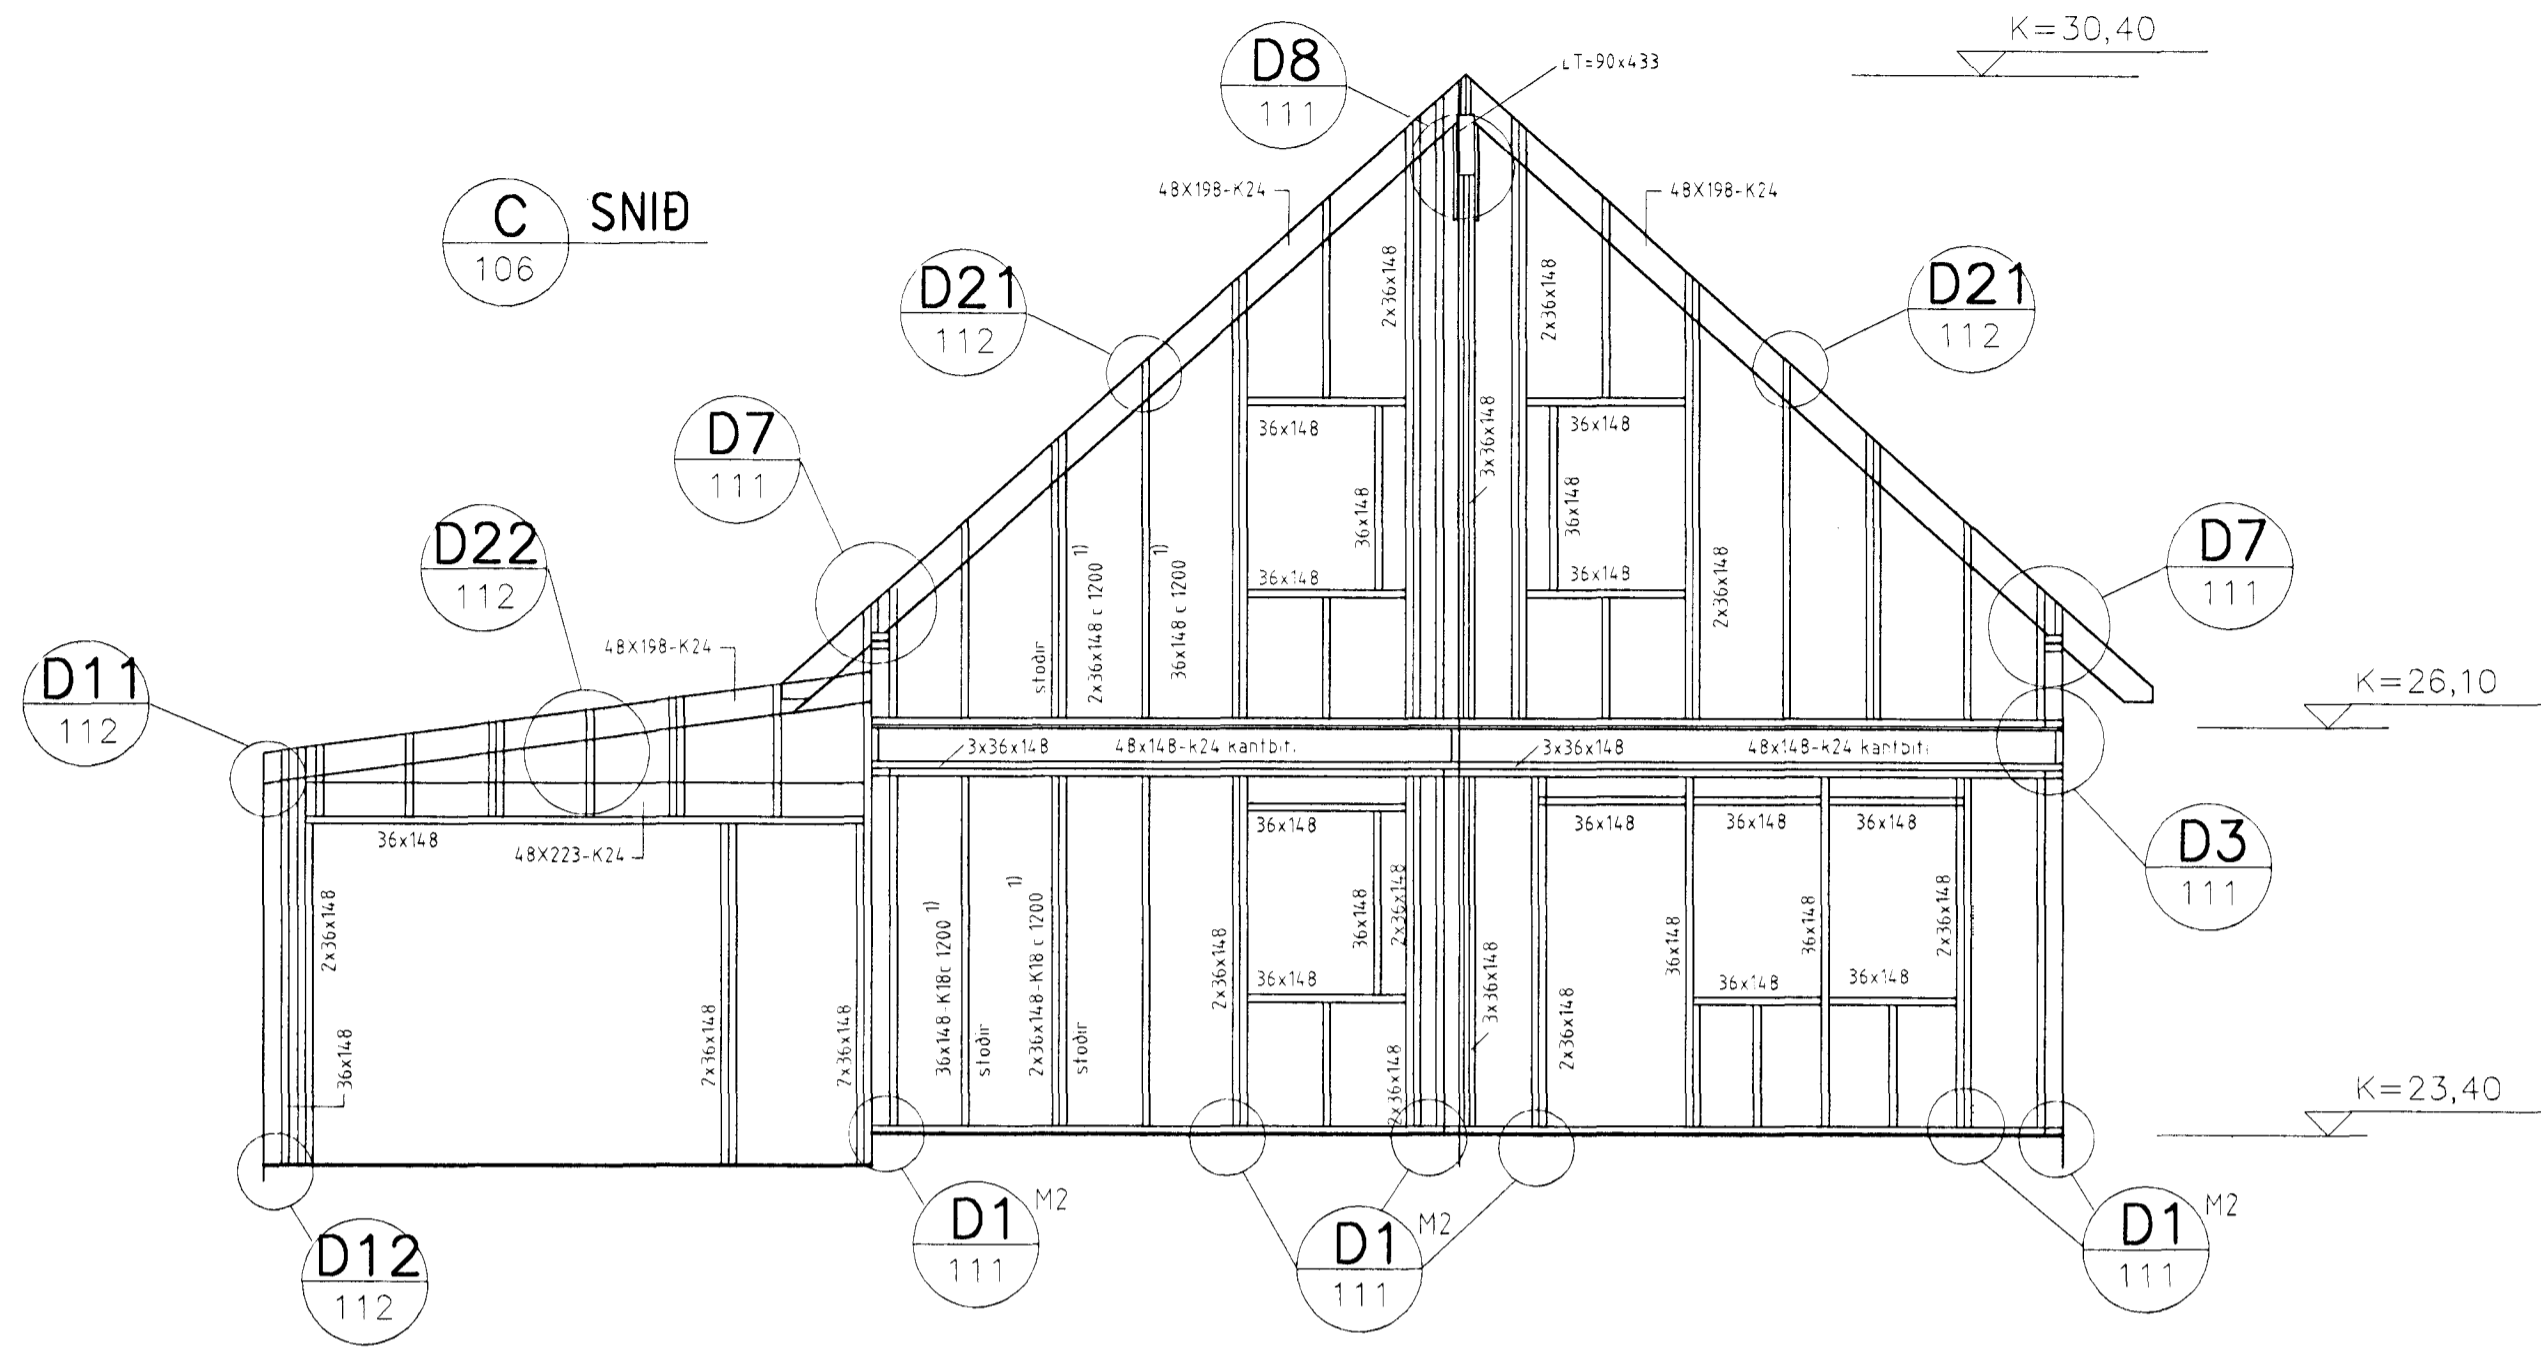 K=30,40
D8
111
LT=90x433
C
106
SNIÐ
48X198-K24
48X198-K24
D21
112
D21
112
2x36x148
2x36x148
D7
111
36x148
36x148
3x36x148
36x148
36x148
D22
112
D7
111
36x148
36x148
stoðir
2x36x148 c 1200 1)
36x148 c 1200 1)
2x36x148
48X198-K24
D11
112
K=26,10
3x36x148
48x148-k24 kantbiti
3x36x148
48x148-k24 kantbiti
36x148
48X223-K24
36x148
36x148
36x148
36x148
D3
111
2x36x148
36x148
2x36x148
2x36x148
36x148-K18c 1200 1)
stoðir
2x36x148-K18 c 1200 1)
stoðir
2x36x148
36x148
2x36x148
36x148
2x36x148
3x36x148
2x36x148
36x148
36x148
2x36x148
36x148
36x148
K=23,40
D12
112
D1 M2
111
D1 M2
111
D1 M2
111